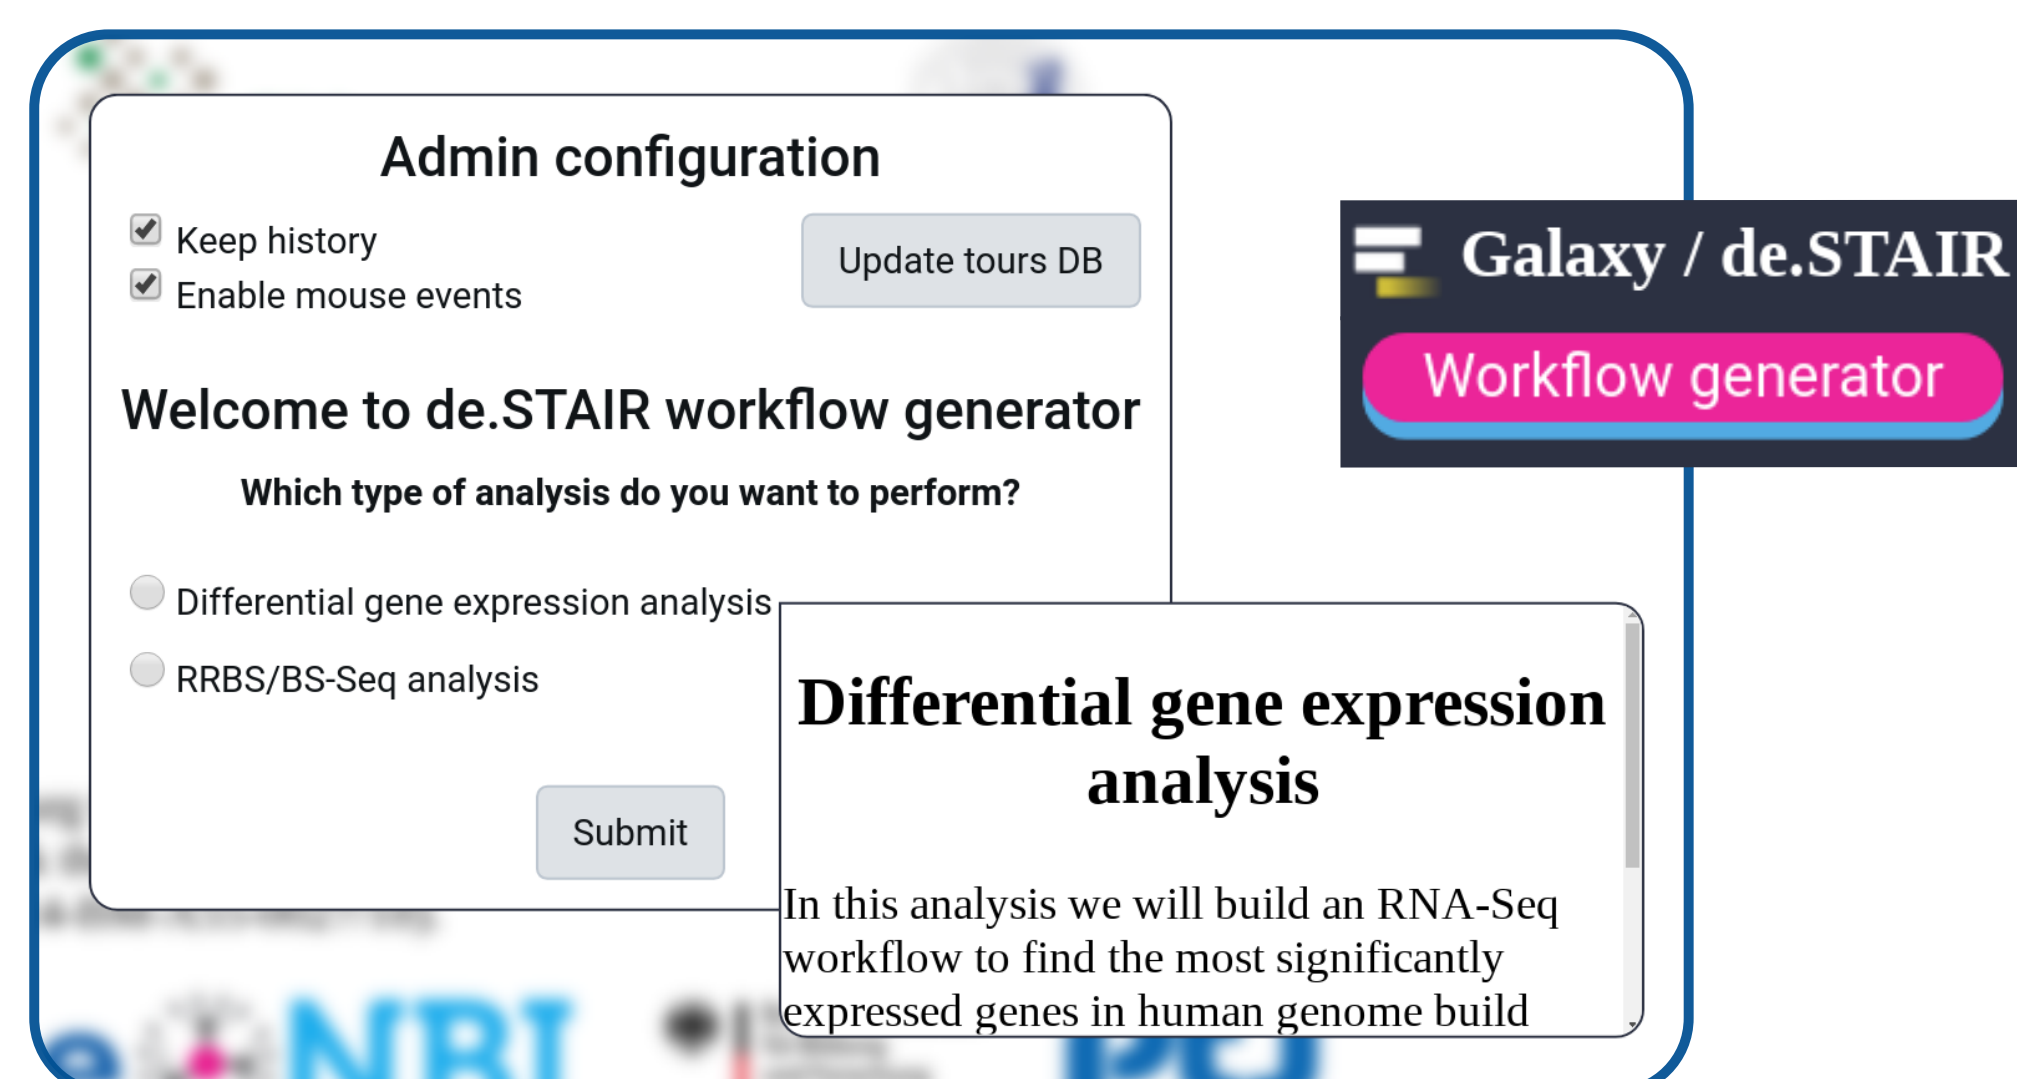 Admin configuration
Keep history
Enable mouse events
Update tours DB
Welcome to de.STAIR workflow generator
Which type of analysis do you want to perform?
Differential gene expression analysis
RRBS/BS-Seq analysis
Submit
Galaxy / de.STAIR
Workflow generator
Differential gene expression
analysis
In this analysis we will build an RNA-Seq
workflow to find the most significantly
expressed genes in human genome build
e NBI